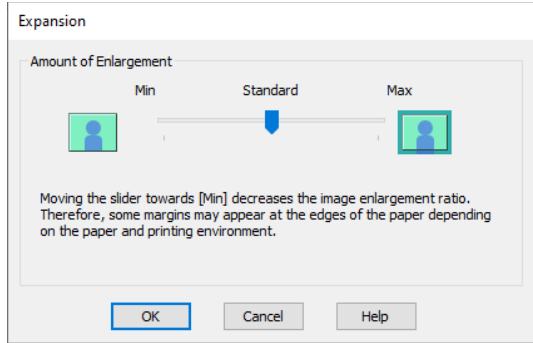 Expansion
Amount of Enlargement
Min Standard Max
Moving the slider towards [Min] decreases the image enlargement ratio.
Therefore, some margins may appear at the edges of the paper depending
on the paper and printing environment.
OK Cancel Help